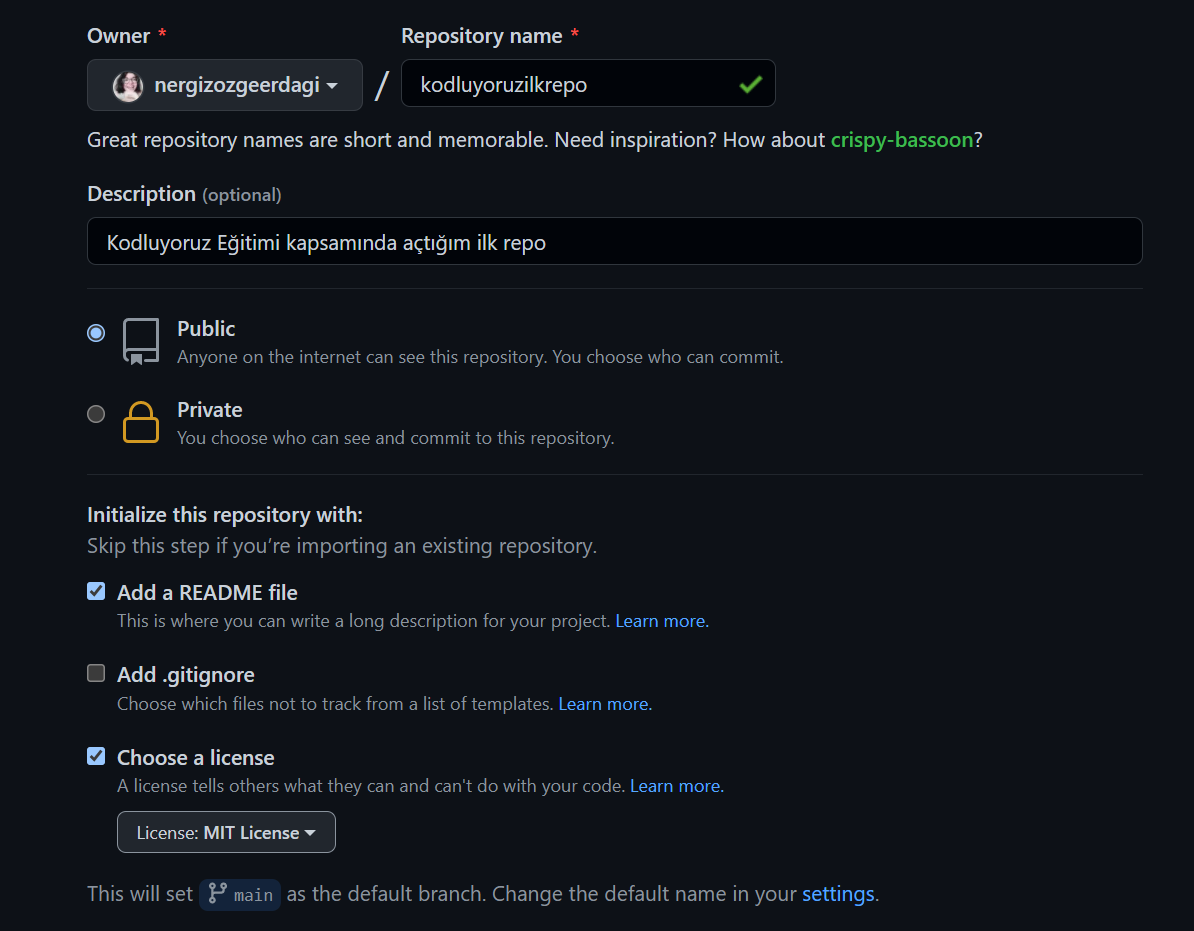 Owner * Repository name *
nergizozgeerdagi / kodluyoruzilkrepo
Great repository names are short and memorable. Need inspiration? How about crispy-bassoon?
Description (optional)
Kodluyoruz Eğitimi kapsamında açtığım ilk repo
Public
Anyone on the internet can see this repository. You choose who can commit.
Private
You choose who can see and commit to this repository.
Initialize this repository with:
Skip this step if you’re importing an existing repository.
Add a README file
This is where you can write a long description for your project. Learn more.
Add .gitignore
Choose which files not to track from a list of templates. Learn more.
Choose a license
A license tells others what they can and can't do with your code. Learn more.
License: MIT License
This will set main as the default branch. Change the default name in your settings.